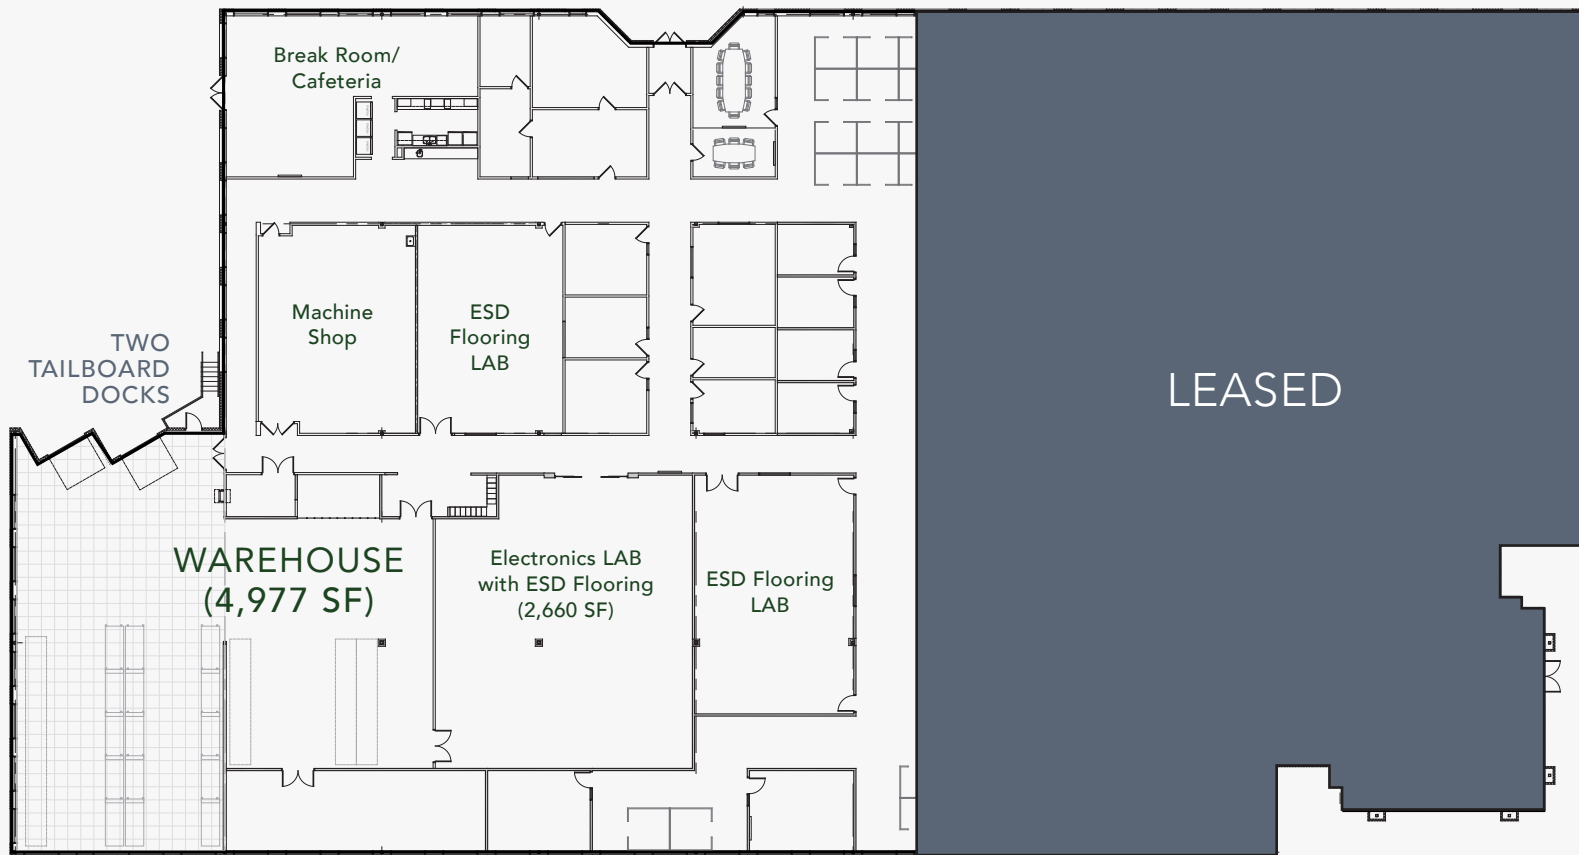 Break Room/
Cafeteria
Machine
Shop
ESD
Flooring
LAB
TWO
TAILBOARD
DOCKS
LEASED
WAREHOUSE
(4,977 SF)
Electronics LAB
with ESD Flooring
(2,660 SF)
ESD Flooring
LAB